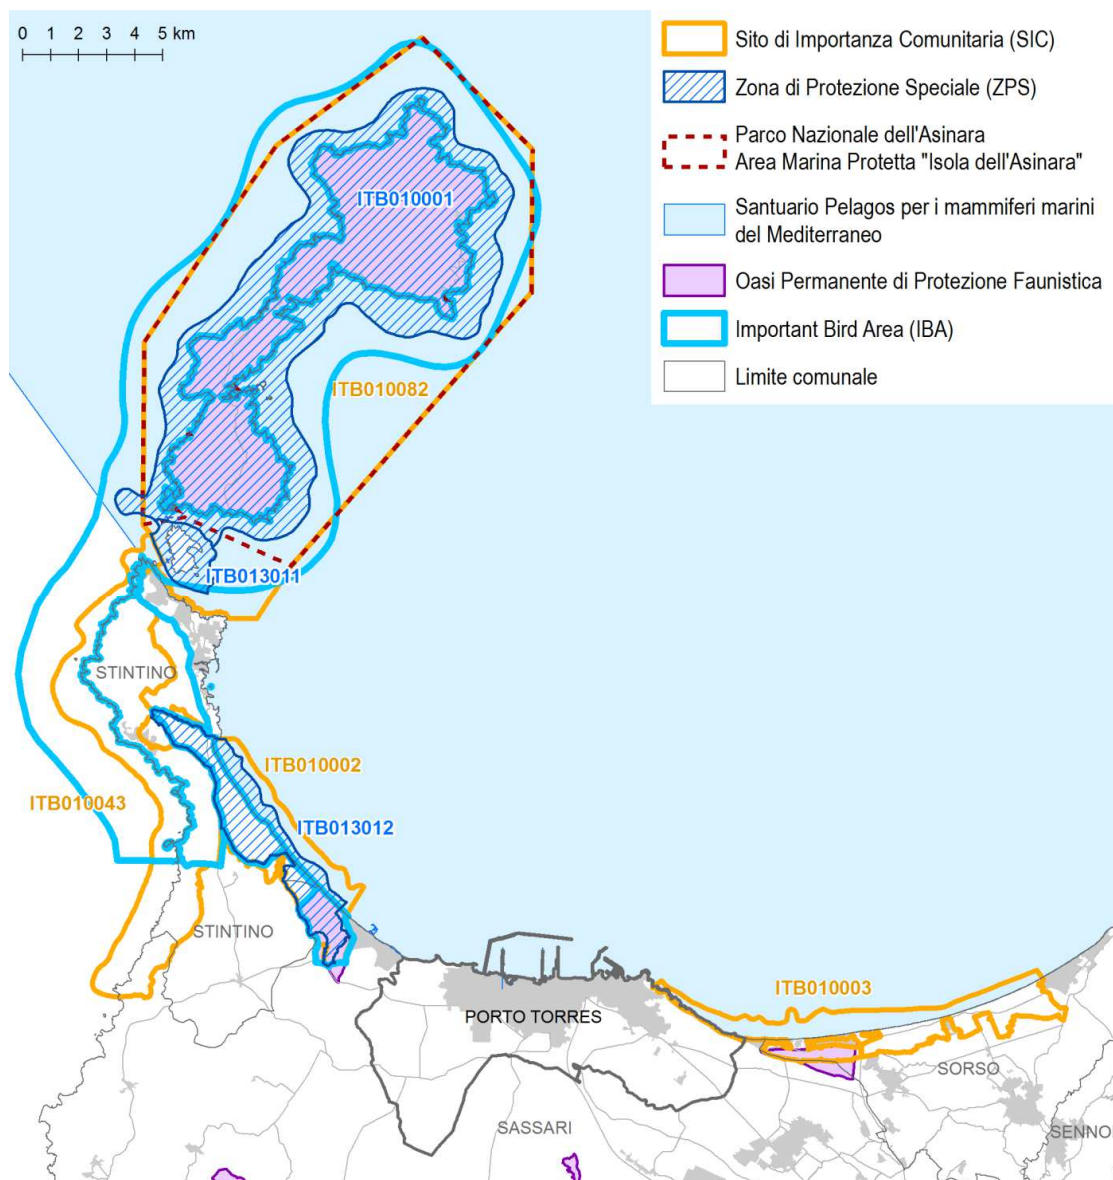 0 1 2 3 4 5 km
Sito di Importanza Comunitaria (SIC)
Zona di Protezione Speciale (ZPS)
Parco Nazionale dell'Asinara
Area Marina Protetta "Isola dell'Asinara"
Santuario Pelagos per i mammiferi marini
del Mediterraneo
Oasi Permanente di Protezione Faunistica
Important Bird Area (IBA)
Limite comunale
ITB010001
ITB010082
ITB013011
STINTINO
ITB010002
ITB010043
ITB013012
STINTINO
ITB010003
PORTO TORRES
SORSO
SASSARI
SENNO